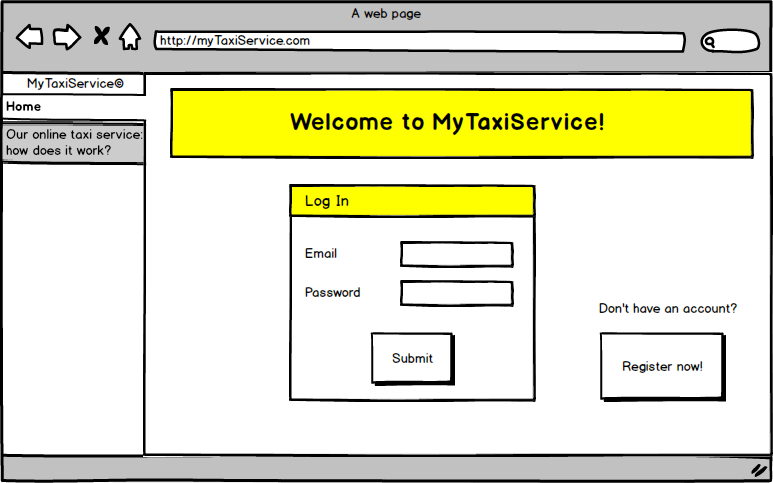 A web page
http://myTaxiService.com
MyTaxiService©
Home
Our online taxi service:
how does it work?
Welcome to MyTaxiService!
Log In
Email
Password
Submit
Don't have an account?
Register now!